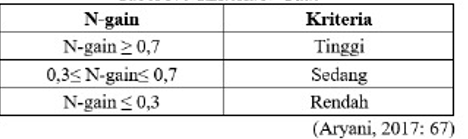 N-gain Kriteria
N-gain ≥ 0,7 Tinggi
0,3≤ N-gain≤ 0,7 Sedang
N-gain ≤ 0,3 Rendah
(Aryani, 2017: 67)